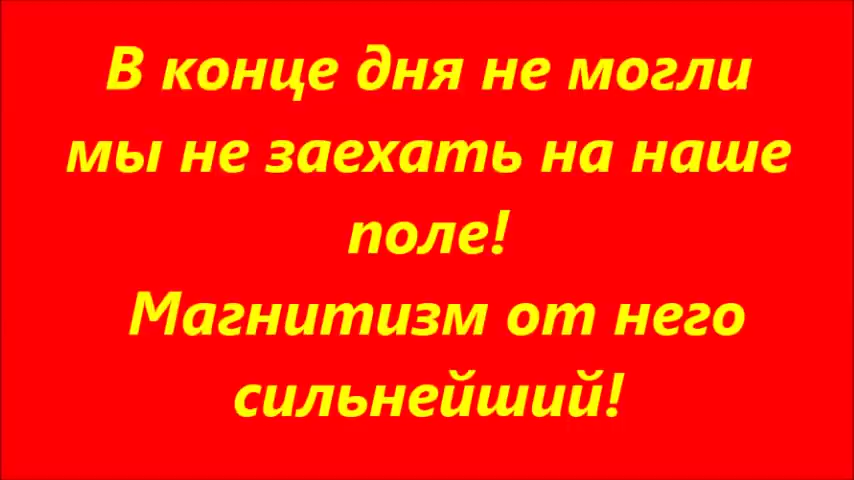 В конце дня не могли
мы не заехать на наше
поле!
Магнитизм от него
сильнейший!